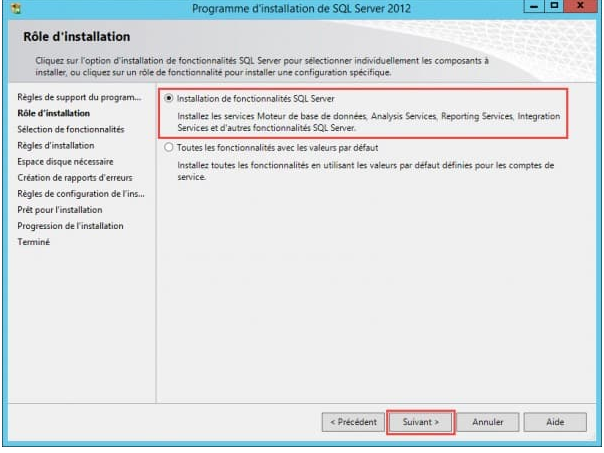 Programme d'installation de SQL Server 2012
Rôle d'installation
Cliquez sur l'option d'installation de fonctionnalités SQL Server pour sélectionner individuellement les composants à
installer, ou cliquez sur un rôle de fonctionnalité pour installer une configuration spécifique.
Règles de support du program...
Rôle d'installation
Sélection de fonctionnalités
Règles d'installation
Espace disque nécessaire
Création de rapports d'erreurs
Règles de configuration de l'ins...
Prêt pour l'installation
Progression de l'installation
Terminé
Installation de fonctionnalités SQL Server
Installez les services Moteur de base de données, Analysis Services, Reporting Services, Integration
Services et d'autres fonctionnalités SQL Server.
Toutes les fonctionnalités avec les valeurs par défaut
Installez toutes les fonctionnalités en utilisant les valeurs par défaut définies pour les comptes de
service.
< Précédent
Suivant >
Annuler
Aide